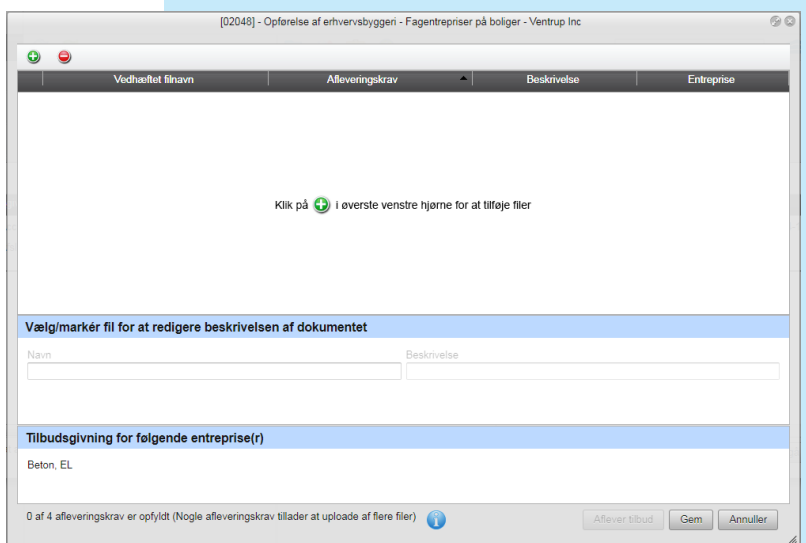 [02048] - Opførelse af erhvervsbyggeri - Fagentrepriser på boliger - Ventrup Inc
Vedhæftet filnavn Afleveringskrav Beskrivelse Entreprise
Klik på i øverste venstre hjørne for at tilføje filer
Vælg/markér fil for at redigere beskrivelsen af dokumentet
Navn Beskrivelse
Tilbudsgivning for følgende entreprise(r)
Beton, EL
0 af 4 afleveringskrav er opfyldt (Nogle afleveringskrav tillader at uploade af flere filer)
Aflever tilbud Gem Annuller